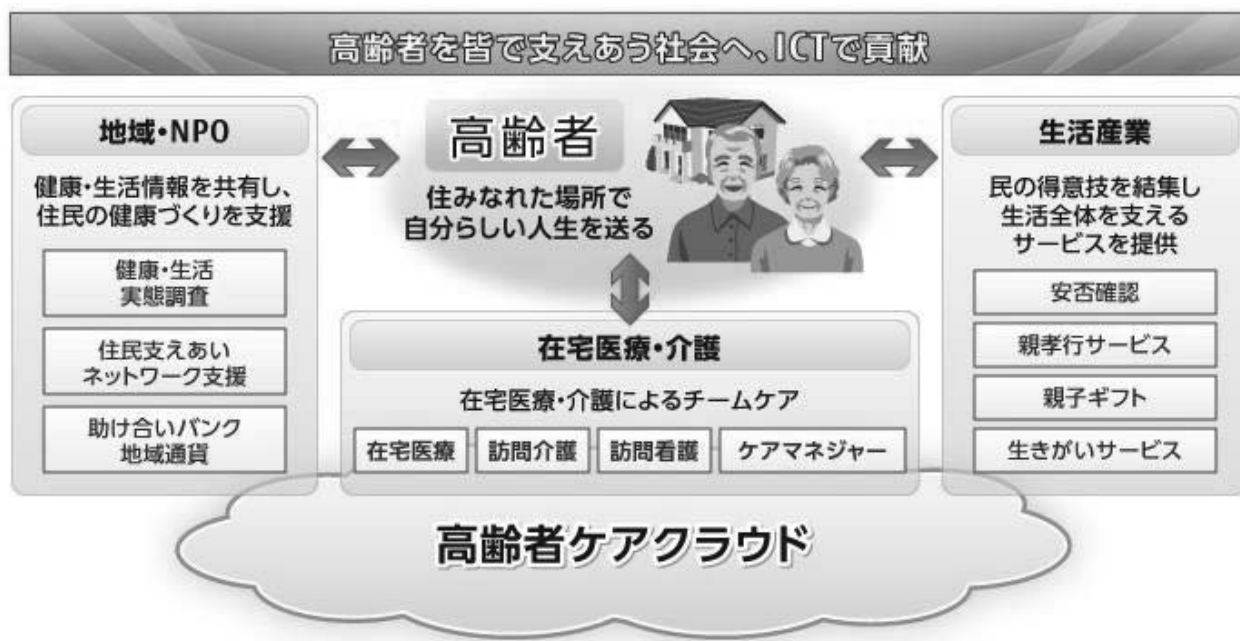 高齢者を皆で支えあう社会へ、ICTで貢献
地域・NPO
健康・生活情報を共有し、
住民の健康づくりを支援
健康・生活
実態調査
住民支えあい
ネットワーク支援
助け合いバンク
地域通貨
高齢者
住みなれた場所で
自分らしい人生を送る
在宅医療・介護
在宅医療・介護によるチームケア
在宅医療
訪問介護
訪問看護
ケアマネジャー
生活産業
民の得意技を結集し
生活全体を支える
サービスを提供
安否確認
親孝行サービス
親子ギフト
生きがいサービス
高齢者ケアクラウド